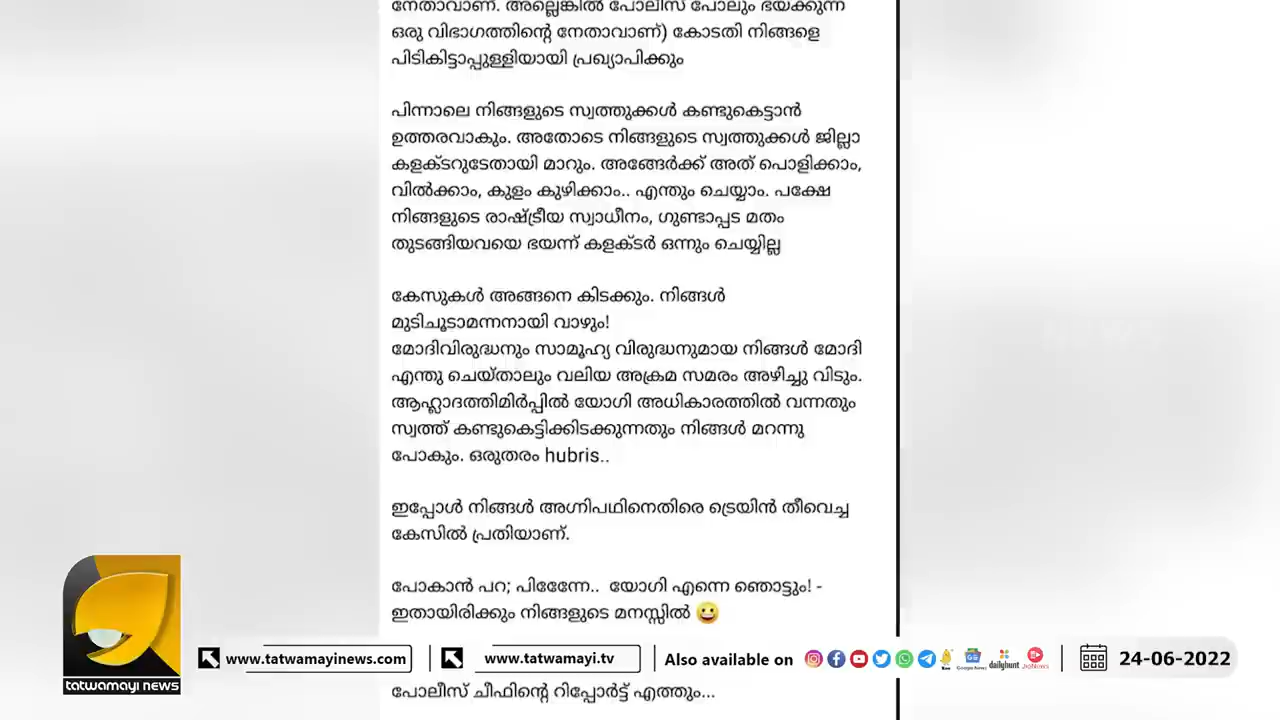 നേതാവാണ്. അല്ലെങ്കിൽ പോലീസ് പോലും ഭയക്കുന്ന
ഒരു വിഭാഗത്തിന്റെ നേതാവാണ്) കോടതി നിങ്ങളെ
പിടികിട്ടാപ്പുള്ളിയായി പ്രഖ്യാപിക്കും
പിന്നാലെ നിങ്ങളുടെ സ്വത്തുക്കൾ കണ്ടുകെട്ടാൻ
ഉത്തരവാകും. അതോടെ നിങ്ങളുടെ സ്വത്തുക്കൾ ജില്ലാ
കളക്ടറുടേതായി മാറും. അങ്ങേർക്ക് അത് പൊളിക്കാം,
വിൽക്കാം, കുളം കുഴിക്കാം.. എന്തും ചെയ്യാം. പക്ഷേ
നിങ്ങളുടെ രാഷ്ട്രീയ സ്വാധീനം, ഗുണ്ടാപ്പട മതം
തുടങ്ങിയവയെ ഭയന്ന് കളക്ടർ ഒന്നും ചെയ്യില്ല
കേസുകൾ അങ്ങനെ കിടക്കും. നിങ്ങൾ
മുടിചൂടാമന്നനായി വാഴും!
മോദിവിരുദ്ധനും സാമൂഹ്യ വിരുദ്ധനുമായ നിങ്ങൾ മോദി
എന്തു ചെയ്താലും വലിയ അക്രമ സമരം അഴിച്ചു വിടും.
ആഹ്ലാദത്തിമിർപ്പിൽ യോഗി അധികാരത്തിൽ വന്നതും
സ്വത്ത് കണ്ടുകെട്ടിക്കിടക്കുന്നതും നിങ്ങൾ മറന്നു
പോകും. ഒരുതരം hubris..
ഇപ്പോൾ നിങ്ങൾ അഗ്നിപഥിനെതിരെ ട്രെയിൻ തീവെച്ച
കേസിൽ പ്രതിയാണ്.
പോകാൻ പറ; പിന്നേ.. യോഗി എന്നെ ഞൊട്ടും! -
ഇതായിരിക്കും നിങ്ങളുടെ മനസ്സിൽ 😀
പോലീസ് ചീഫിന്റെ റിപ്പോർട്ട് എത്തും...
tatwamayi news
www.tatwamayinews.com
www.tatwamayi.tv
Also available on
Google News
dailyhunt
JioNews
24-06-2022